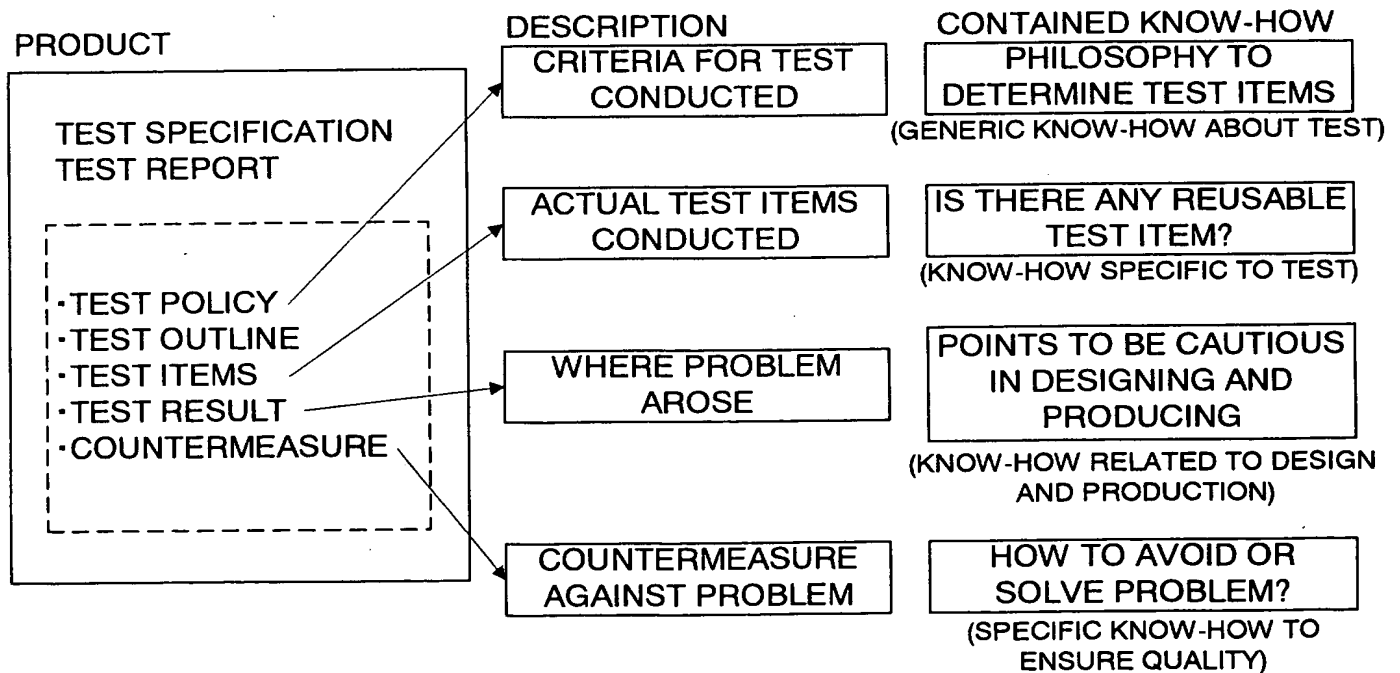 PRODUCT
TEST SPECIFICATION
TEST REPORT
・TEST POLICY
・TEST OUTLINE
・TEST ITEMS
・TEST RESULT
・COUNTERMEASURE
DESCRIPTION
CRITERIA FOR TEST
CONDUCTED
ACTUAL TEST ITEMS
CONDUCTED
WHERE PROBLEM
AROSE
COUNTERMEASURE
AGAINST PROBLEM
CONTAINED KNOW-HOW
PHILOSOPHY TO
DETERMINE TEST ITEMS
(GENERIC KNOW-HOW ABOUT TEST)
IS THERE ANY REUSABLE
TEST ITEM?
(KNOW-HOW SPECIFIC TO TEST)
POINTS TO BE CAUTIOUS
IN DESIGNING AND
PRODUCING
(KNOW-HOW RELATED TO DESIGN
AND PRODUCTION)
HOW TO AVOID OR
SOLVE PROBLEM?
(SPECIFIC KNOW-HOW TO
ENSURE QUALITY)